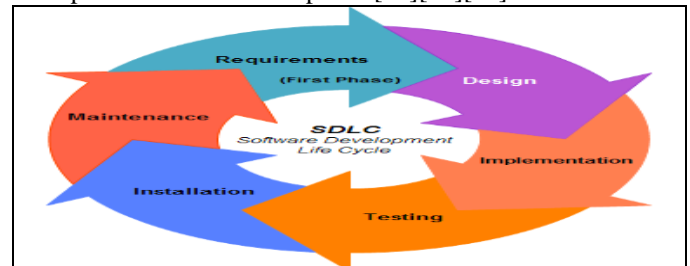 Requirements
(First Phase)
Design
Maintenance
SDLC
Software Development
Life Cycle
Implementation
Installation
Testing